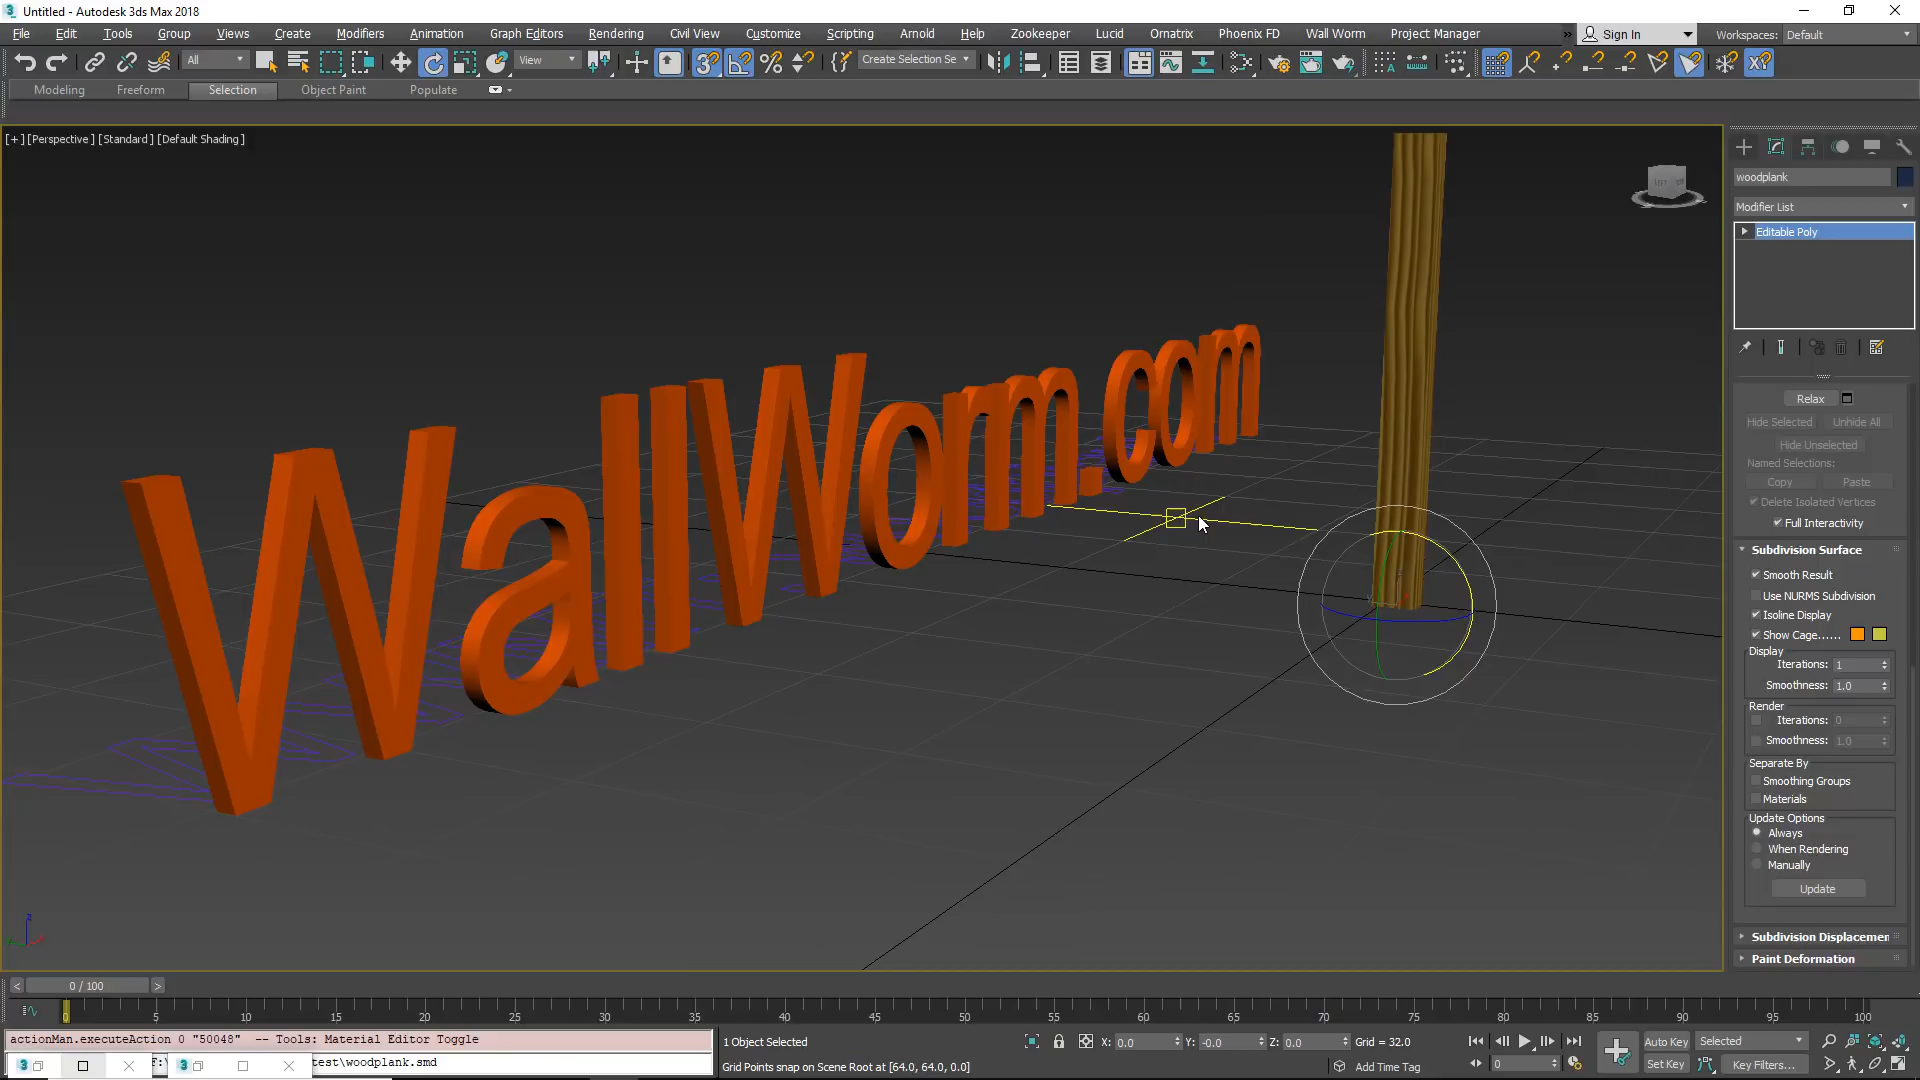 Untitled - Autodesk 3ds Max 2018
File Edit Tools Group Views Create Modifiers Animation Graph Editors Rendering Civil View Customize Scripting Arnold Help Zookeeper Lucid Ornatrix Phoenix FD Wall Worm Project Manager Sign In Workspaces: Default
All View Create Selection Se
Modeling Freeform Selection Object Paint Populate
[+] [Perspective] [Standard] [Default Shading]
woodplank
Modifier List
Editable Poly
WallWorm.com
Relax
Hide Selected Unhide All
Hide Unselected
Named Selections:
Copy Paste
Delete Isolated Vertices
Full Interactivity
Subdivision Surface
Smooth Result
Use NURMS Subdivision
Isoline Display
Show Cage......
Display
Iterations: 1
Smoothness: 1.0
Render
Iterations: 0
Smoothness: 1.0
Separate By
Smoothing Groups
Materials
Update Options
Always
When Rendering
Manually
Update
Subdivision Displacemen
Paint Deformation
< 0 / 100 >
0 5 10 15 20 25 30 35 40 45 50 55 60 65 70 75 80 85 90 95 100
actionMan.executeAction 0 "50048" -- Tools: Material Editor Toggle
test\woodplank.smd
1 Object Selected X: 0.0 Y: -0.0 Z: 0.0 Grid = 32.0
Grid Points snap on Scene Root at [64.0, 64.0, 0.0] Add Time Tag
Auto Key Selected
0 Set Key Key Filters...